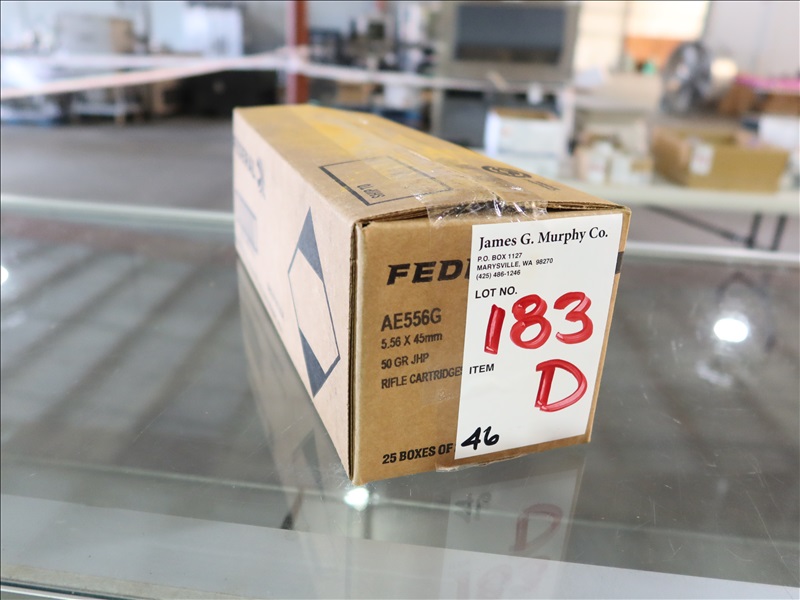 FED
AE556G
5.56 X 45mm
50 GR JHP
RIFLE CARTRIDGE
25 BOXES OF
James G. Murphy Co.
P.O. BOX 1127
MARYSVILLE, WA 98270
(425) 486-1246
LOT NO.
183
ITEM
D
46